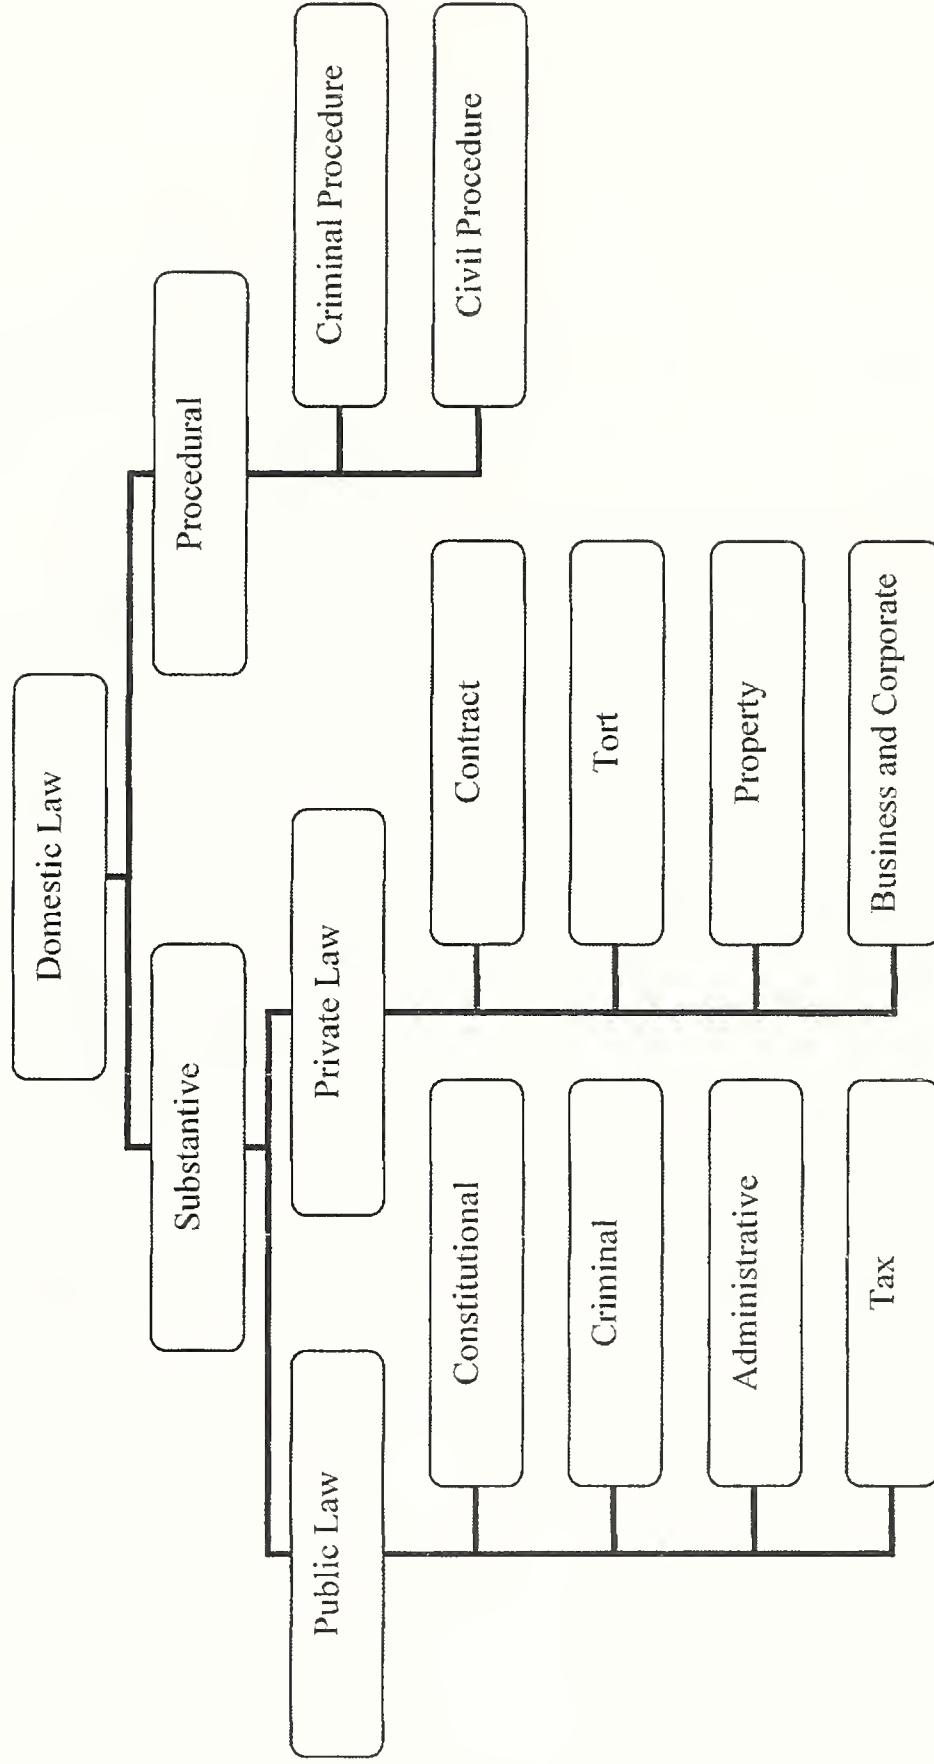 Domestic Law
Substantive
Procedural
Public Law
Private Law
Criminal Procedure
Constitutional
Contract
Civil Procedure
Criminal
Tort
Administrative
Property
Tax
Business and Corporate